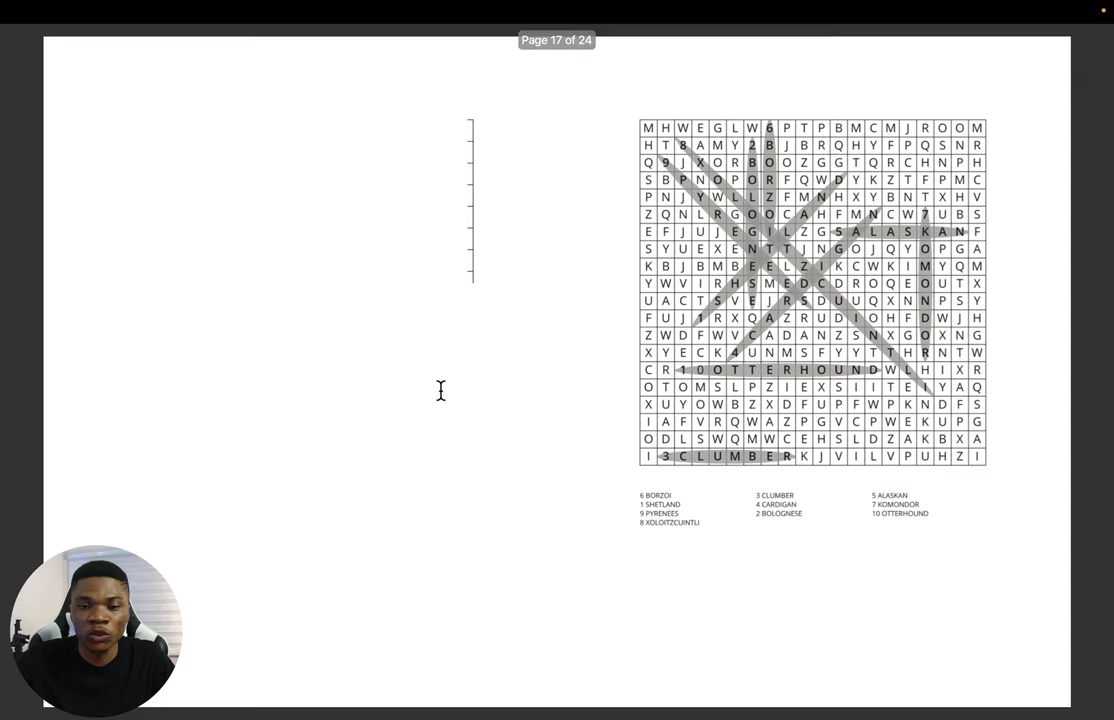 Page 17 of 24
M H W E G L W 6 P T P B M C M J R O O M
H T 8 A M Y 2 B J B R Q H Y F P Q S N R
Q 9 J X O R B O O Z G G T Q R C H N P H
S B P N O P O R F Q W D Y K Z T F P M C
P N J Y W L L Z F M N H X Y B N T X H V
Z Q N L R G O O C A H F M N C W 7 U B S
E F J U J E G I L Z G 5 A L A S K A N F
S Y U E X E N T T J N G O J Q Y O P G A
K B J B M B E E L Z I K C W K I M Y Q M
Y W V I R H S M E D C D R O Q E O U T X
U A C T S V E J R S D U U Q X N N P S Y
F U J 1 R X Q A Z R U D I O H F D W J H
Z W D F W V C A D A N Z S N X G O X N G
X Y E C K 4 U N M S F Y Y T T H R N T W
C R 1 0 O T T E R H O U N D W L H I X R
O T O M S L P Z I E X S I I T E I Y A Q
X U Y O W B Z X D F U P F W P K N D F S
I A F V R Q W A Z P G V C P W E K U P G
O D L S W Q M W C E H S L D Z A K B X A
I 3 C L U M B E R K J V I L V P U H Z I
6 BORZOI 3 CLUMBER 5 ALASKAN
1 SHETLAND 4 CARDIGAN 7 KOMONDOR
9 PYRENEES 2 BOLOGNESE 10 OTTERHOUND
8 XOLOITZCUINTLI